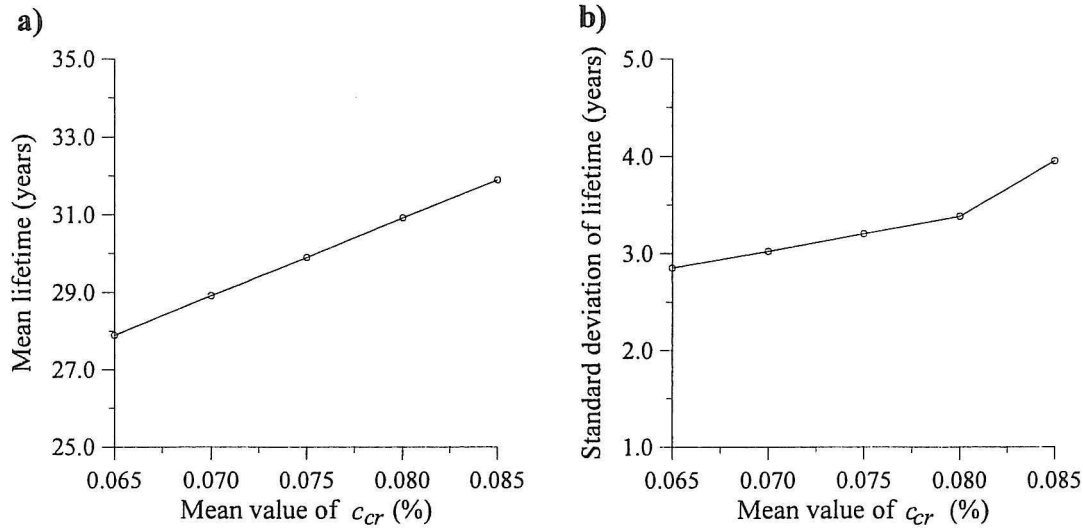 a)
Mean lifetime (years)
35.0
33.0
31.0
29.0
27.0
25.0
0.065 0.070 0.075 0.080 0.085
Mean value of c_cr (%)
b)
Standard deviation of lifetime (years)
5.0
4.0
3.0
2.0
1.0
0.065 0.070 0.075 0.080 0.085
Mean value of c_cr (%)